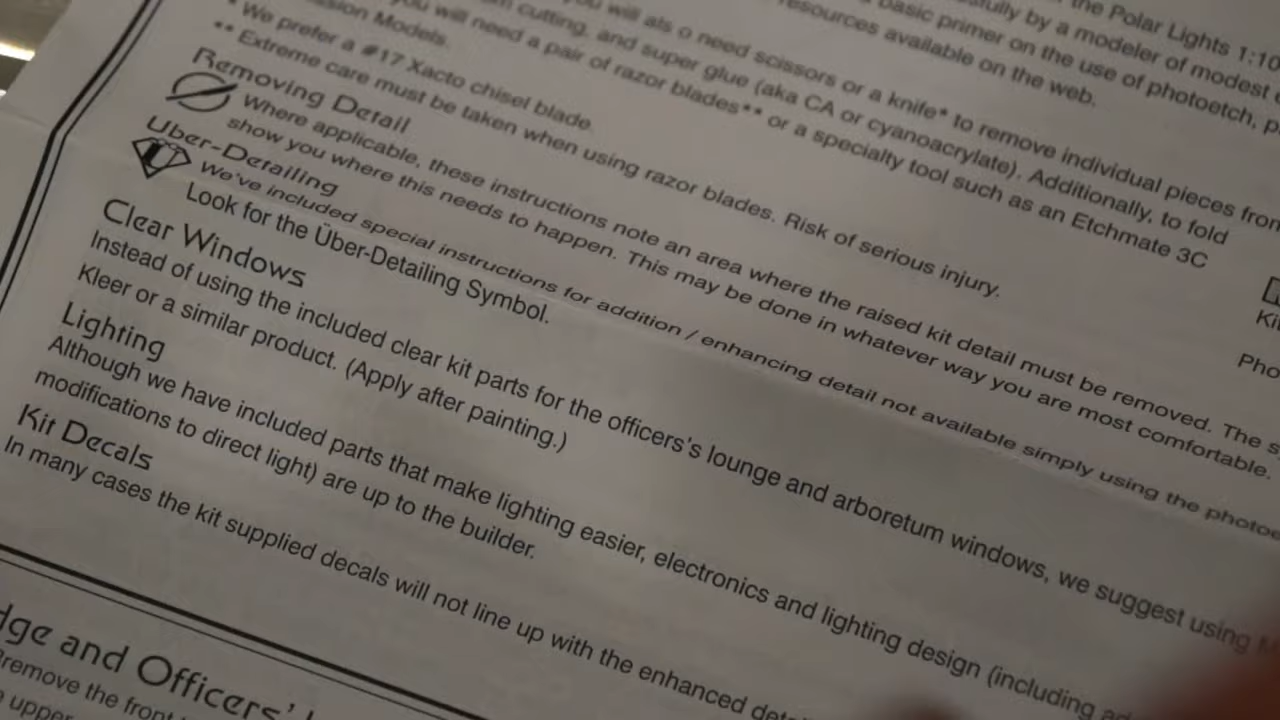 the Polar Lights 1:10
fully by a modeler of modest
basic primer on the use of photoetch, p
resources available on the web.
you will als o need scissors or a knife* to remove individual pieces from
cutting, and super glue (aka CA or cyanoacrylate). Additionally, to fold
you will need a pair of razor blades** or a specialty tool such as an Etchmate 3C
ssion Models.
* We prefer a #17 Xacto chisel blade.
** Extreme care must be taken when using razor blades. Risk of serious injury.
Removing Detail
Where applicable, these instructions note an area where the raised kit detail must be removed. The s
show you where this needs to happen. This may be done in whatever way you are most comfortable.
Uber-Detailing
U
We've included special instructions for addition / enhancing detail not available simply using the photoe
Look for the Über-Detailing Symbol.
Clear Windows
Instead of using the included clear kit parts for the officers's lounge and arboretum windows, we suggest using
Kleer or a similar product. (Apply after painting.)
Lighting
Although we have included parts that make lighting easier, electronics and lighting design (including ad
modifications to direct light) are up to the builder.
Kit Decals
In many cases the kit supplied decals will not line up with the enhanced deta
dge and Officers' L
Remove the front
upper
Ki
Pho